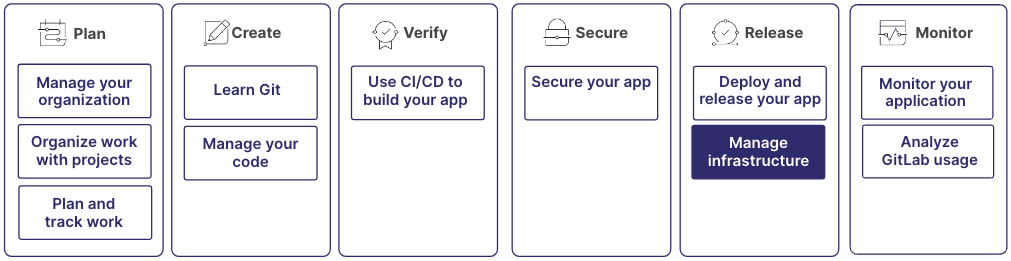 Plan
Manage your
organization
Organize work
with projects
Plan and
track work
Create
Learn Git
Manage your
code
Verify
Use CI/CD to
build your app
Secure
Secure your app
Release
Deploy and
release your app
Manage
infrastructure
Monitor
Monitor your
application
Analyze
GitLab usage